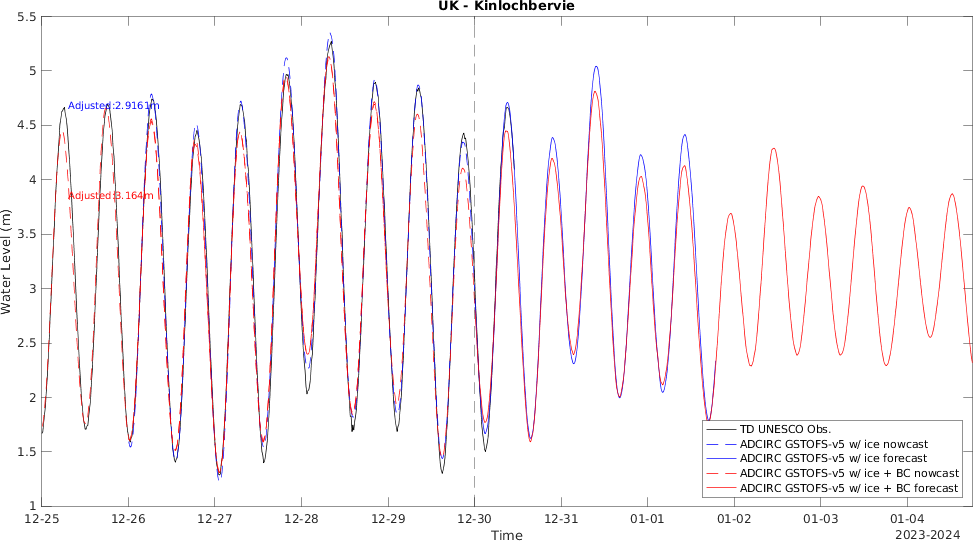 UK - Kinlochbervie
5.5
5
4.5
4
3.5
3
2.5
2
1.5
1
Water Level (m)
Adjusted:2.9161m
Adjusted:3.164m
TD UNESCO Obs.
ADCIRC GSTOFS-v5 w/ ice nowcast
ADCIRC GSTOFS-v5 w/ ice forecast
ADCIRC GSTOFS-v5 w/ ice + BC nowcast
ADCIRC GSTOFS-v5 w/ ice + BC forecast
12-25 12-26 12-27 12-28 12-29 12-30 12-31 01-01 01-02 01-03 01-04
Time
2023-2024